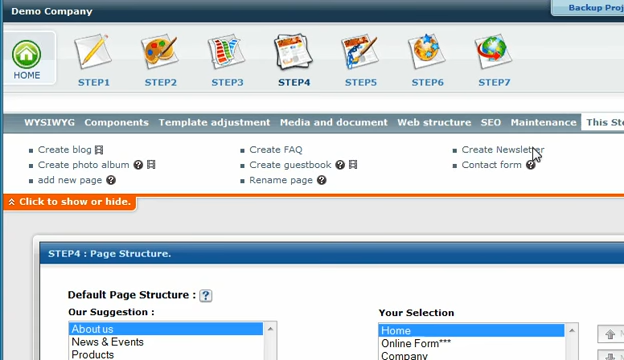 Demo Company
Backup Proj
HOME
STEP1
STEP2
STEP3
STEP4
STEP5
STEP6
STEP7
WYSIWYG Components Template adjustment Media and document Web structure SEO Maintenance This Ste
Create blog
Create FAQ
Create Newsletter
Create photo album
Create guestbook
Contact form
add new page
Rename page
Click to show or hide.
STEP4 : Page Structure.
Default Page Structure :
Our Suggestion :
Your Selection
About us
Home
News & Events
Online Form***
Products
Company